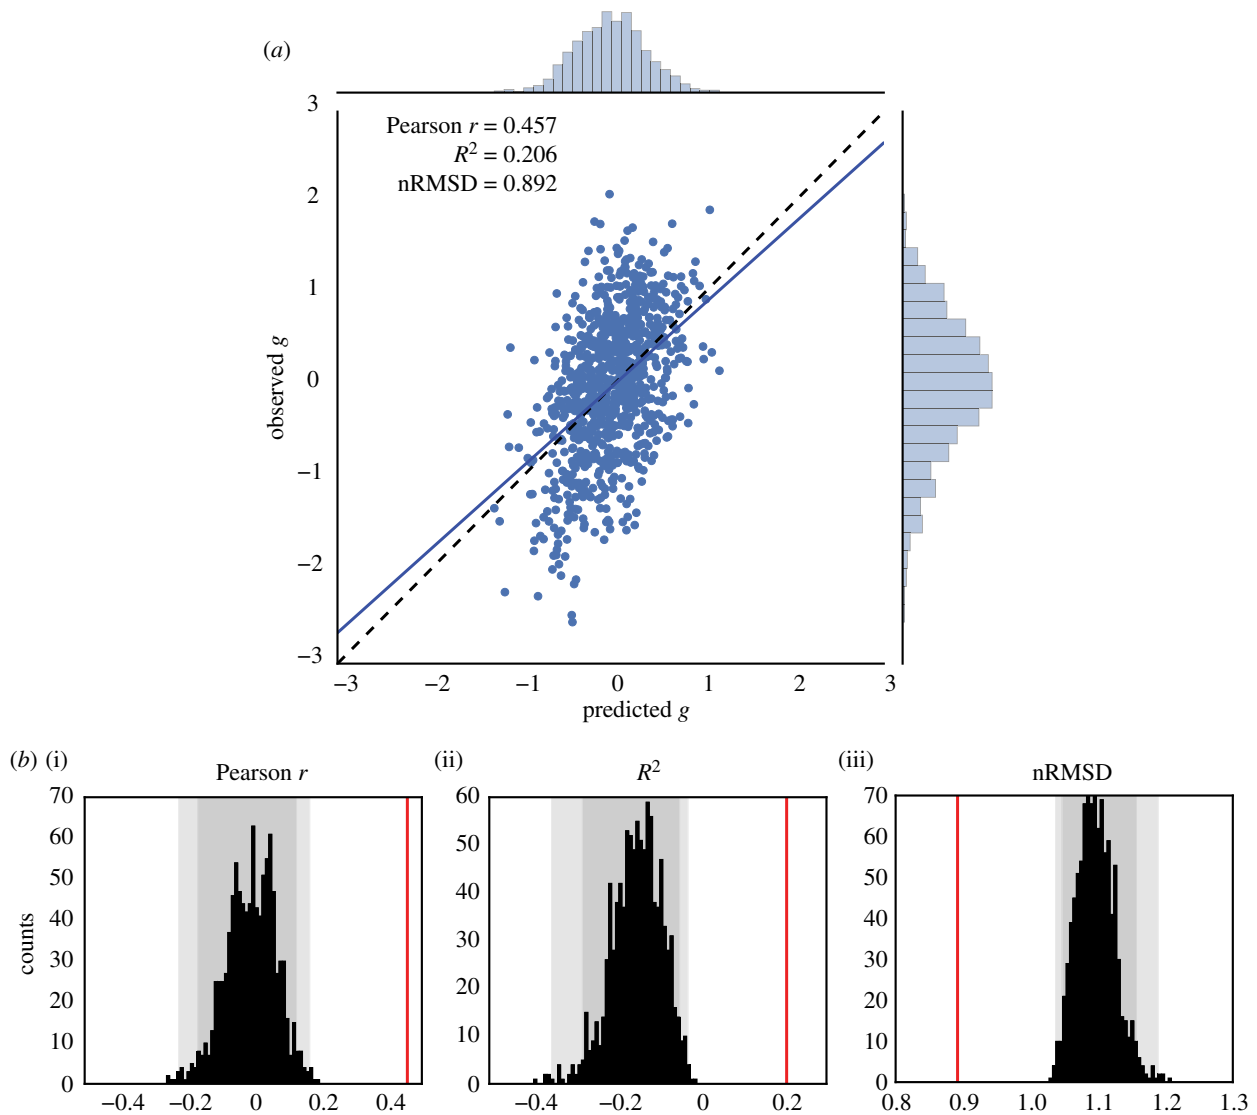 (a)
3
Pearson r = 0.457
R² = 0.206
nRMSD = 0.892
2
1
0
−1
−2
−3
observed g
−3 −2 −1 0 1 2 3
predicted g
(b) (i) (ii) (iii)
Pearson r R² nRMSD
70
60
50
40
30
20
10
0
counts
−0.4 −0.2 0 0.2 0.4
60
50
40
30
20
10
0
−0.4 −0.2 0 0.2
70
60
50
40
30
20
10
0
0.8 0.9 1.0 1.1 1.2 1.3